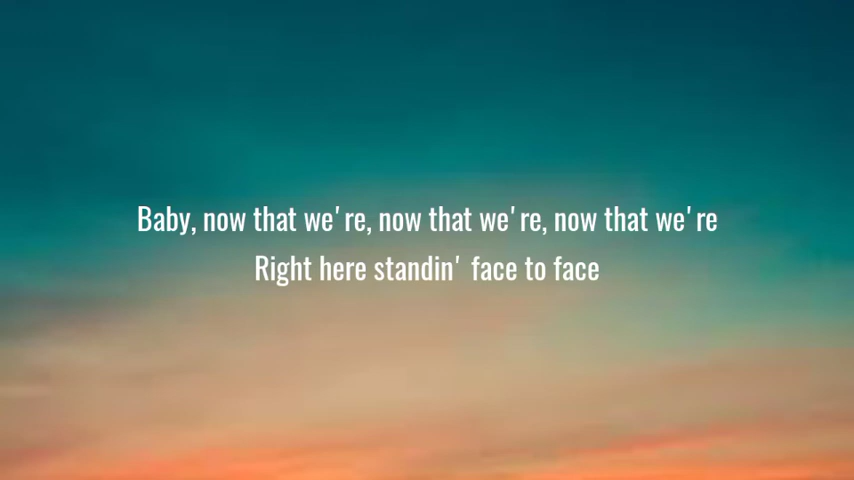 Baby, now that we're, now that we're, now that we're
Right here standin' face to face